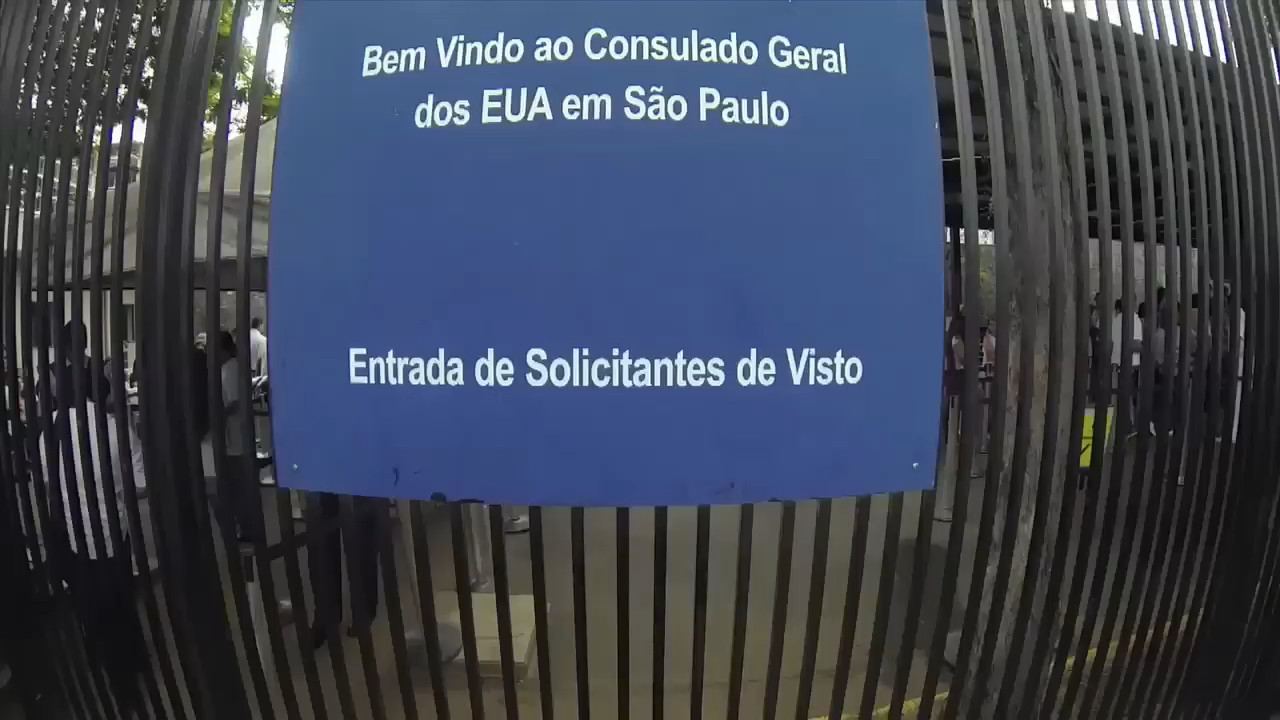 Bem Vindo ao Consulado Geral
dos EUA em São Paulo
Entrada de Solicitantes de Visto